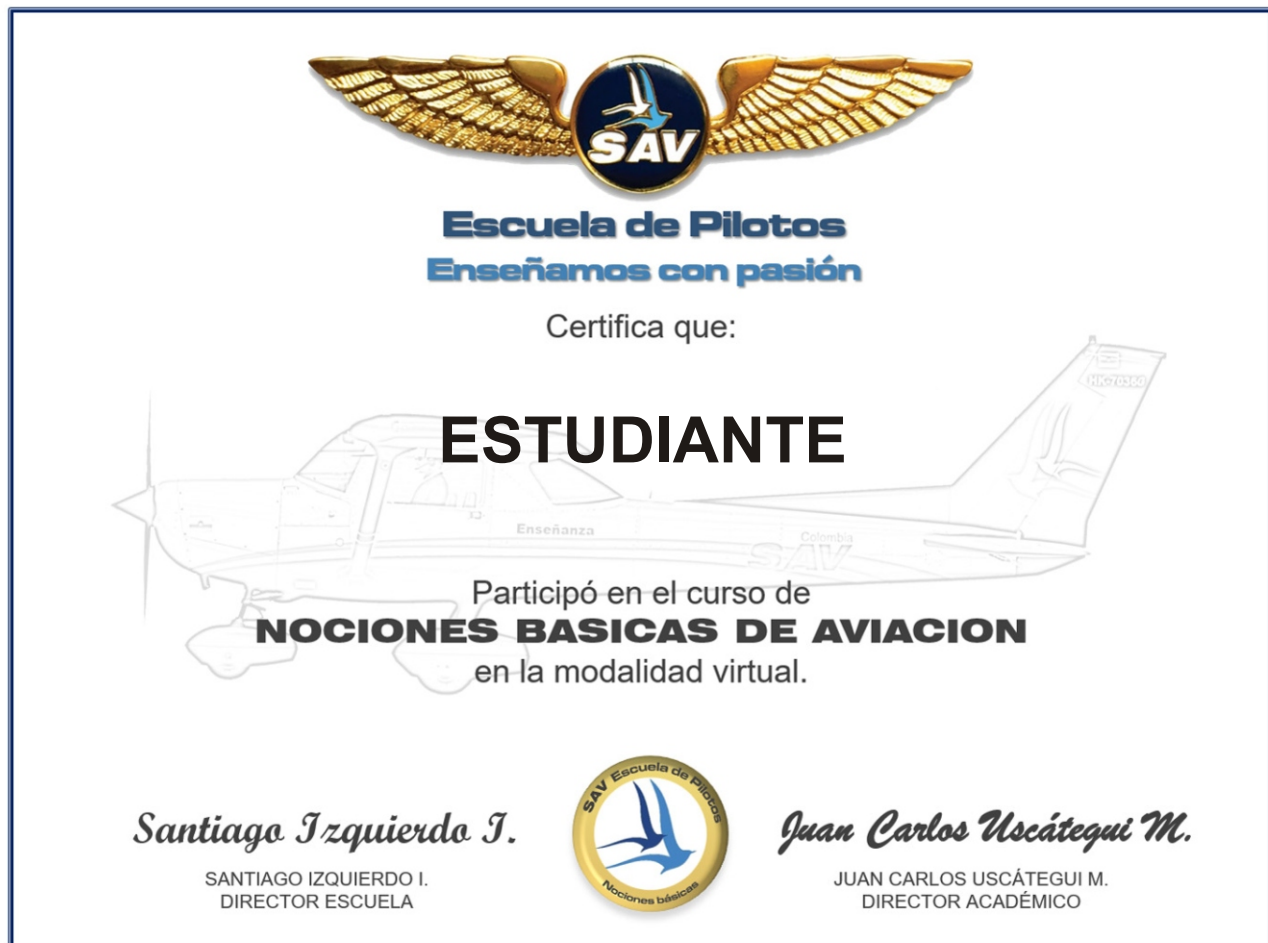 SAV
Escuela de Pilotos
Enseñamos con pasión
Certifica que:
HK-7036G
ESTUDIANTE
Enseñanza
Colombia
SAV
Participó en el curso de
NOCIONES BASICAS DE AVIACION
en la modalidad virtual.
SAV Escuela de Pilotos
Nociones básicas
Santiago Izquierdo I.
SANTIAGO IZQUIERDO I.
DIRECTOR ESCUELA
Juan Carlos Uscátegui M.
JUAN CARLOS USCÁTEGUI M.
DIRECTOR ACADÉMICO